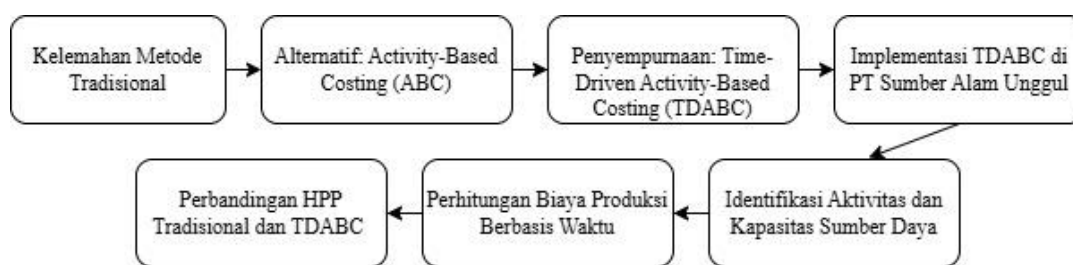 Kelemahan Metode
Tradisional
Alternatif: Activity-Based
Costing (ABC)
Penyempurnaan: Time-
Driven Activity-Based
Costing (TDABC)
Implementasi TDABC di
PT Sumber Alam Unggul
Identifikasi Aktivitas dan
Kapasitas Sumber Daya
Perhitungan Biaya Produksi
Berbasis Waktu
Perbandingan HPP
Tradisional dan TDABC